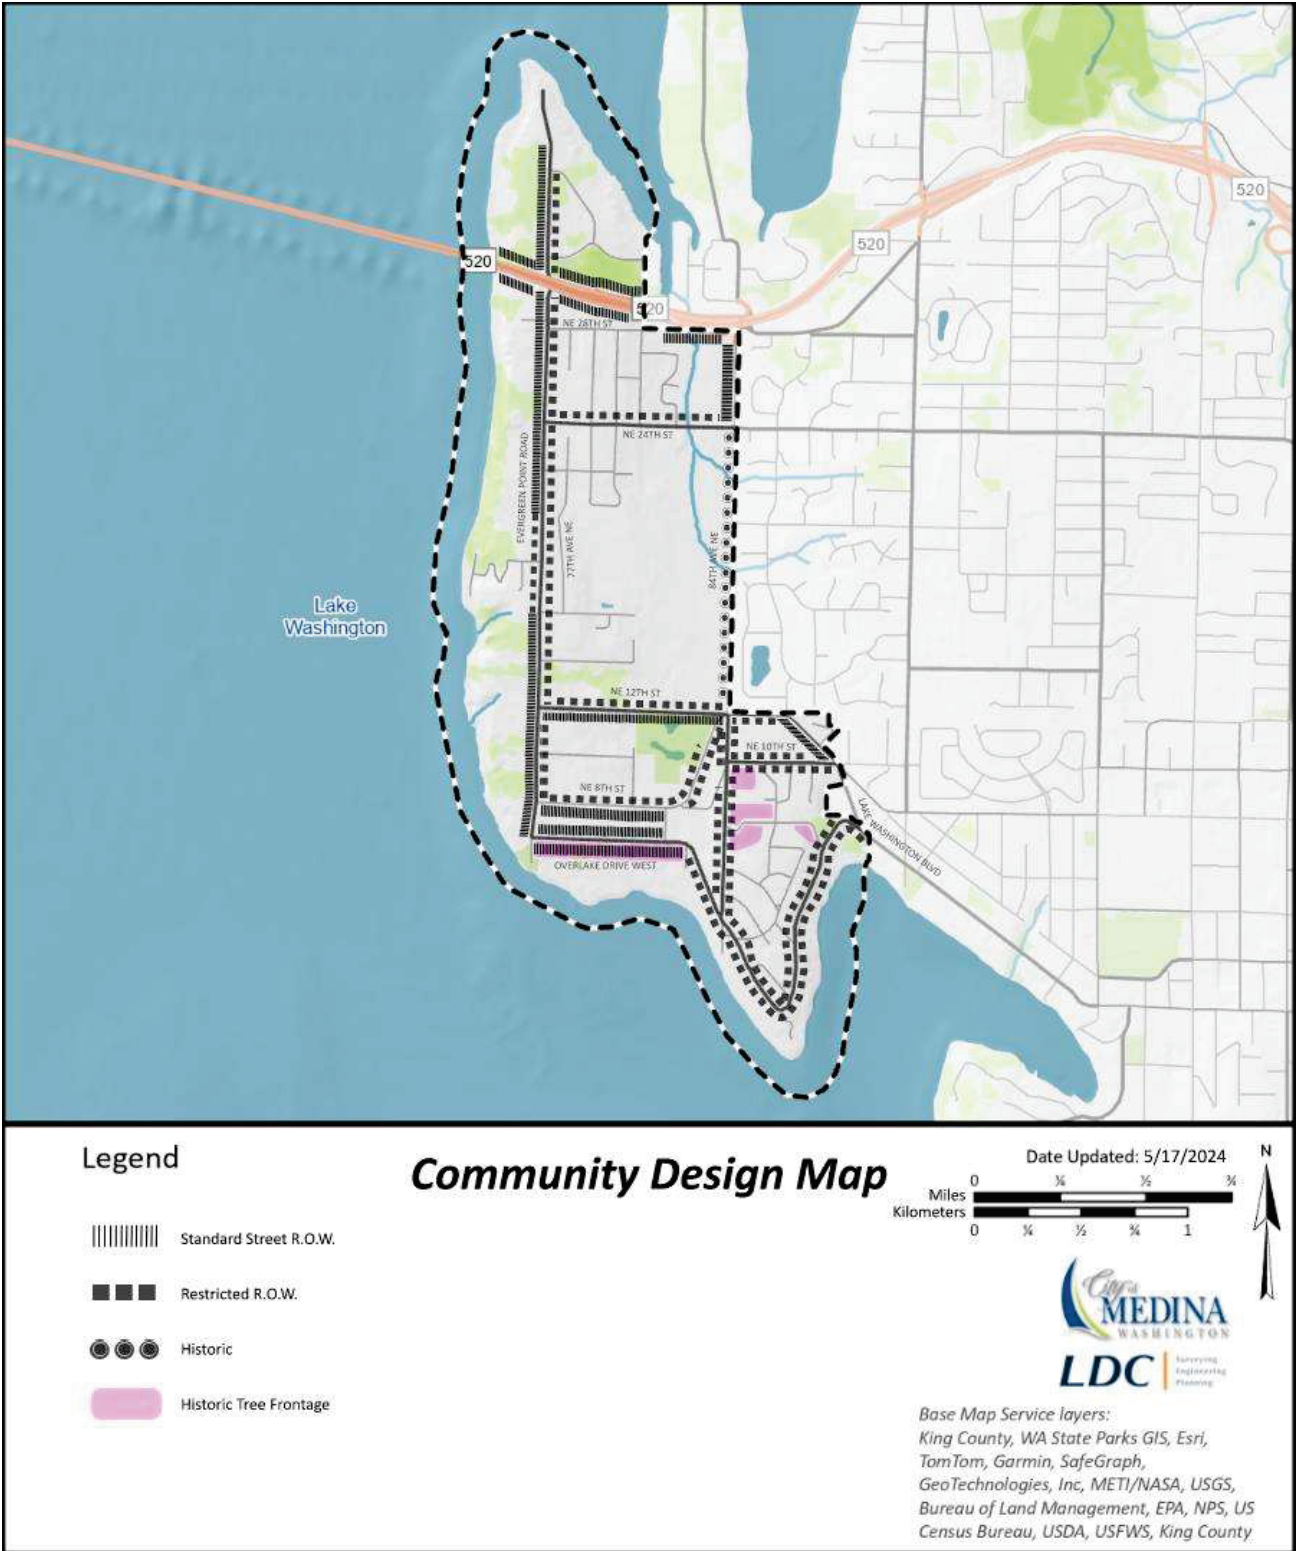 520
520
520
520
NE 28TH ST
NE 24TH ST
EVERGREEN POINT ROAD
77TH AVE NE
84TH AVE NE
Lake
Washington
NE 12TH ST
NE 10TH ST
NE 8TH ST
LAKE WASHINGTON BLVD
OVERLAKE DRIVE WEST
Legend
Community Design Map
Date Updated: 5/17/2024
N
0 ¼ ½ ¾
Miles
Kilometers
0 ¼ ½ ¾ 1
Standard Street R.O.W.
Restricted R.O.W.
Historic
Historic Tree Frontage
City of
MEDINA
WASHINGTON
LDC
Surveying
Engineering
Planning
Base Map Service layers:
King County, WA State Parks GIS, Esri,
TomTom, Garmin, SafeGraph,
GeoTechnologies, Inc, METI/NASA, USGS,
Bureau of Land Management, EPA, NPS, US
Census Bureau, USDA, USFWS, King County